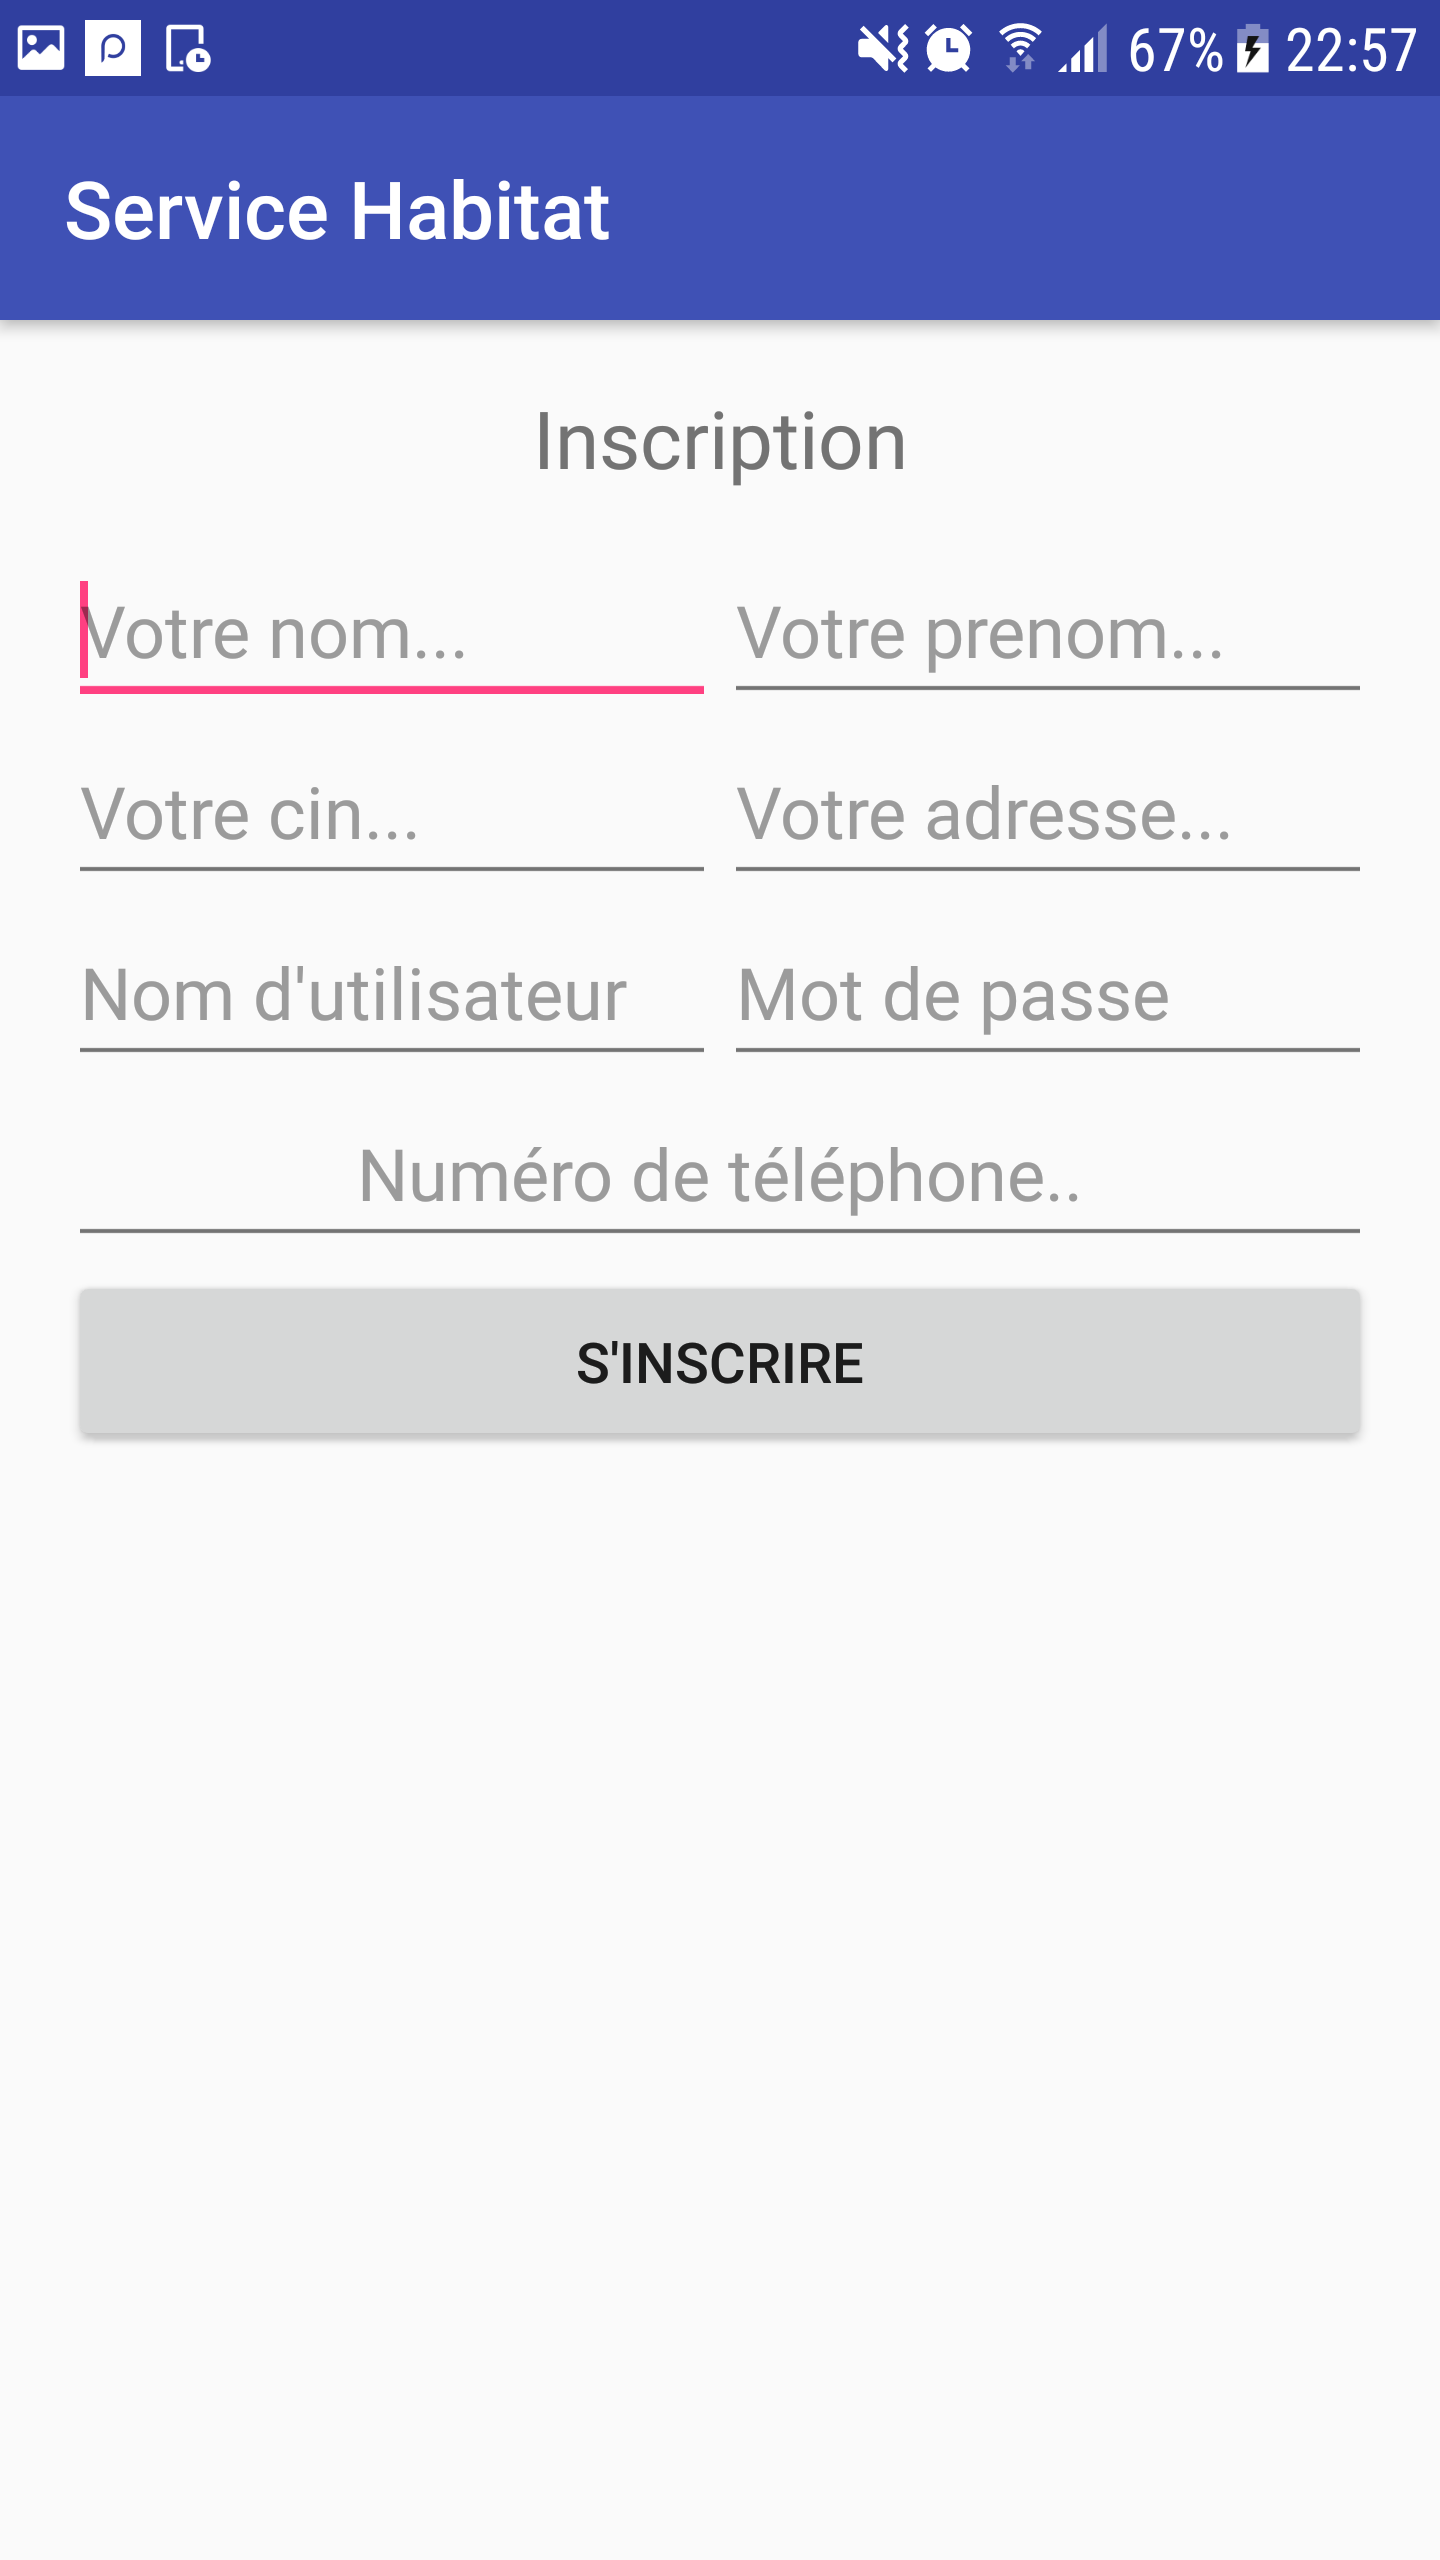 67% 22:57
Service Habitat
Inscription
Votre nom... Votre prenom...
Votre cin... Votre adresse...
Nom d'utilisateur Mot de passe
Numéro de téléphone..
S'INSCRIRE